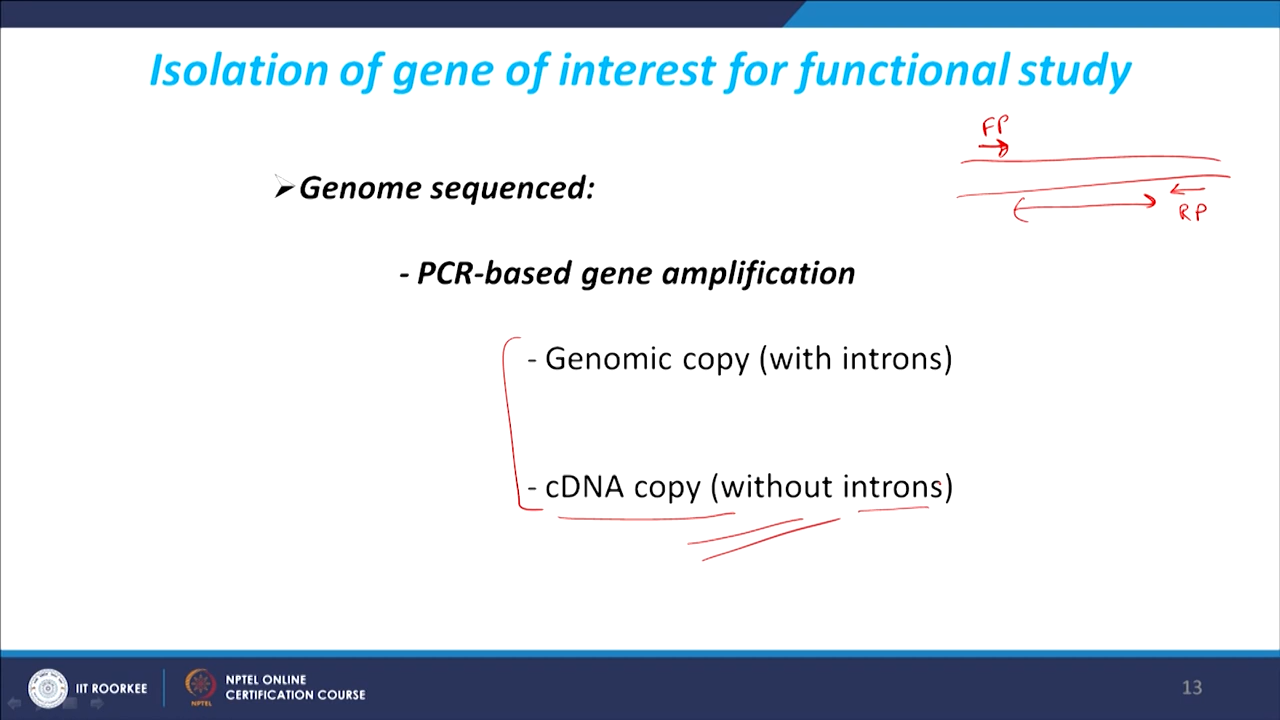 Isolation of gene of interest for functional study
FP
➢Genome sequenced:
RP
- PCR-based gene amplification
- Genomic copy (with introns)
- cDNA copy (without introns)
IIT ROORKEE
NPTEL ONLINE
CERTIFICATION COURSE
NPTEL
13